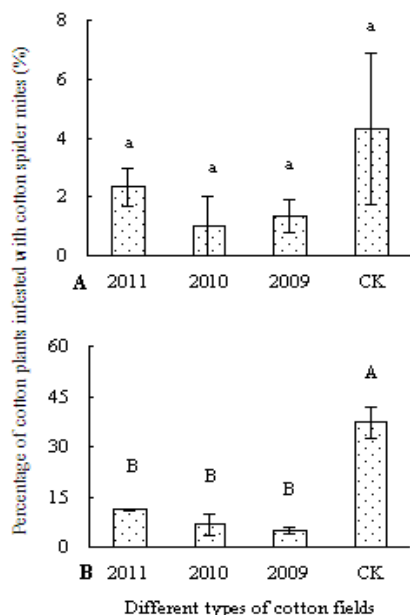 Percentage of cotton plants infested with cotton spider mites (%)
8
6
4
2
0
a
a
a
a
A 2011 2010 2009 CK
60
45
30
15
0
B
B
B
A
B 2011 2010 2009 CK
Different types of cotton fields